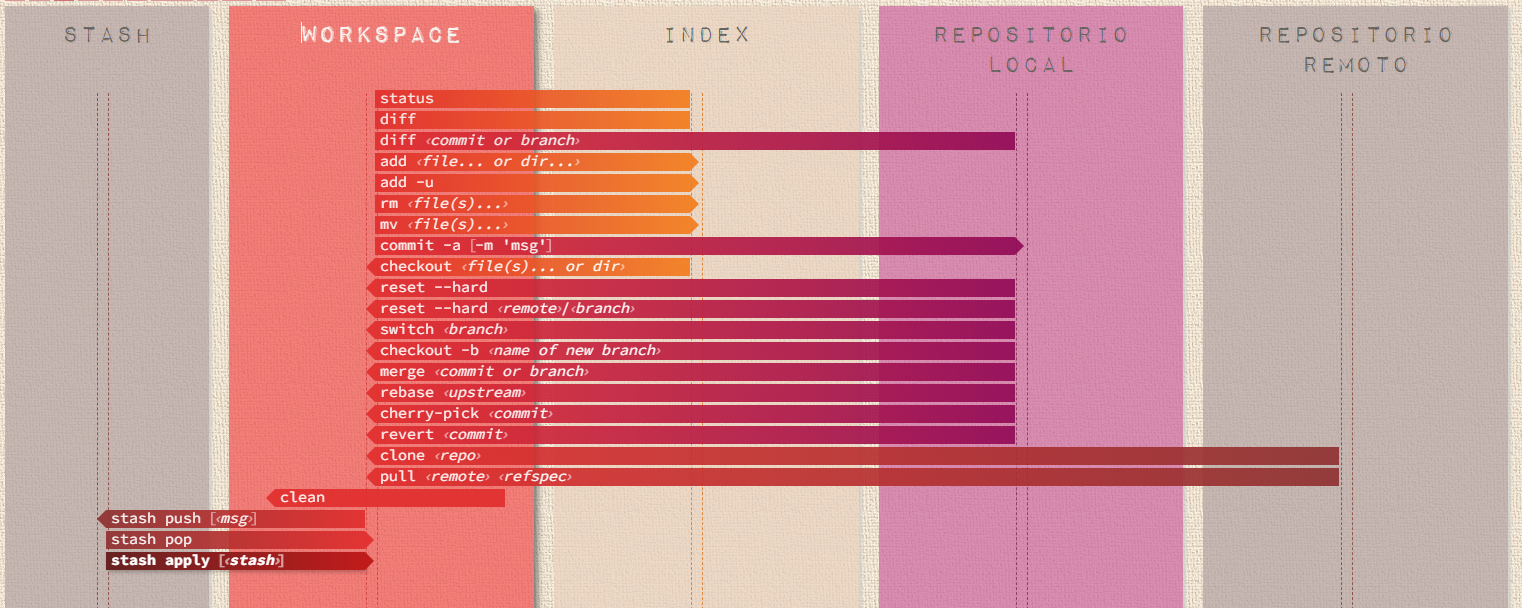 STASH
WORKSPACE
INDEX
REPOSITORIO
LOCAL
REPOSITORIO
REMOTO
status
diff
diff ‹commit or branch›
add ‹file... or dir...›
add -u
rm ‹file(s)...›
mv ‹file(s)...›
commit -a [-m 'msg']
checkout ‹file(s)... or dir›
reset --hard
reset --hard ‹remote›/‹branch›
switch ‹branch›
checkout -b ‹name of new branch›
merge ‹commit or branch›
rebase ‹upstream›
cherry-pick ‹commit›
revert ‹commit›
clone ‹repo›
pull ‹remote› ‹refspec›
clean
stash push [‹msg›]
stash pop
stash apply [‹stash›]